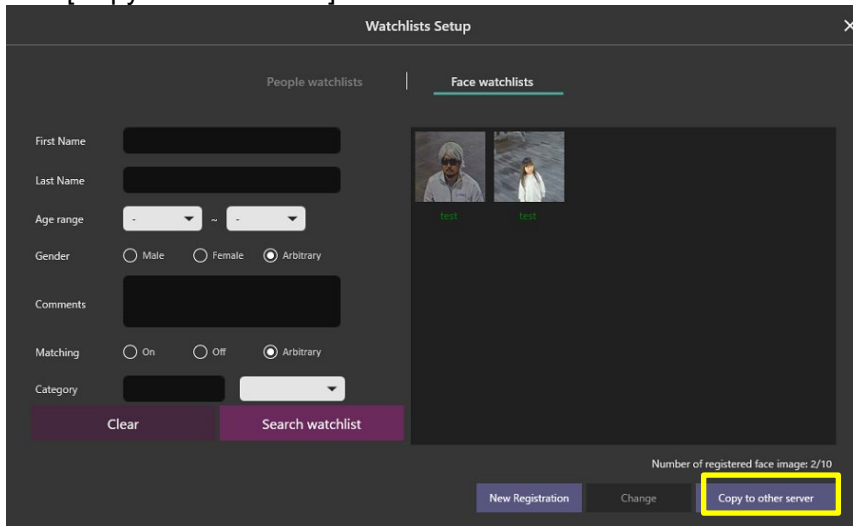 Watchlists Setup
People watchlists
Face watchlists
First Name
Last Name
Age range - ~ -
Gender Male Female Arbitrary
Comments
Matching On Off Arbitrary
Category
Clear Search watchlist
test test
Number of registered face image: 2/10
New Registration Change Copy to other server